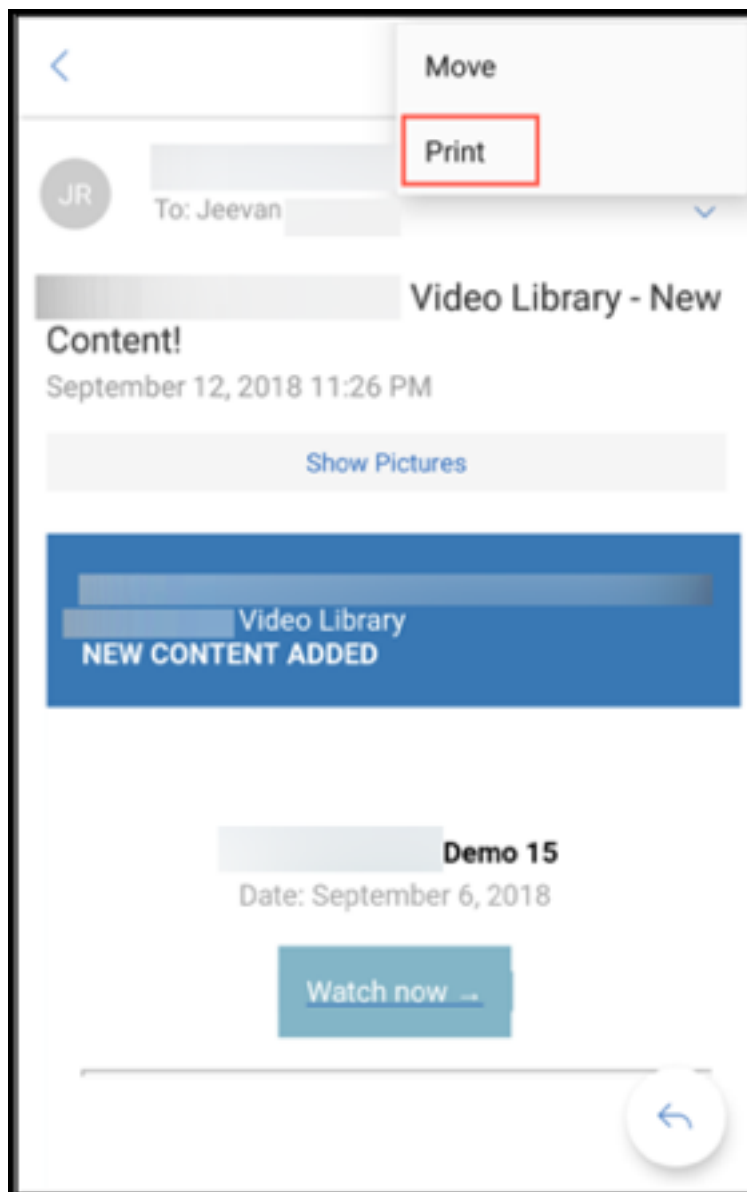 Move
Print
JR
To: Jeevan
Video Library - New
Content!
September 12, 2018 11:26 PM
Show Pictures
Video Library
NEW CONTENT ADDED
Demo 15
Date: September 6, 2018
Watch now →